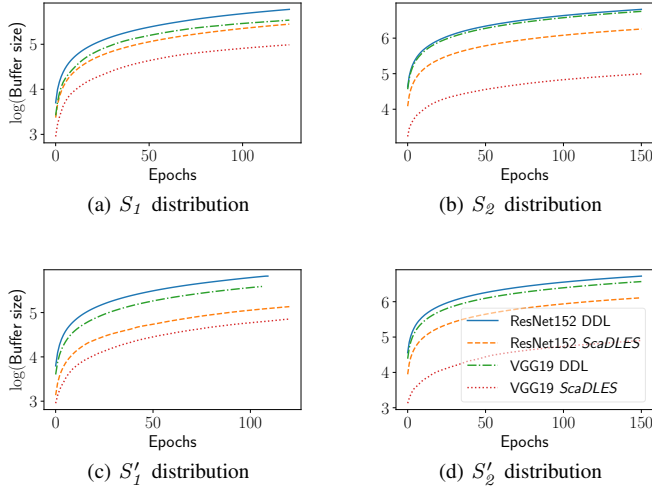 log(Buffer size)
5
4
3
0 50 100
Epochs
(a) S1 distribution
6
5
4
0 50 100 150
Epochs
(b) S2 distribution
log(Buffer size)
5
4
3
0 50 100
Epochs
(c) S′1 distribution
6
5
4
3
ResNet152 DDL
ResNet152 ScaDLES
VGG19 DDL
VGG19 ScaDLES
0 50 100 150
Epochs
(d) S′2 distribution